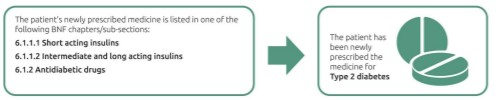 The patient's newly prescribed medicine is listed in one of the
following BNF chapters/sub-sections:
6.1.1.1 Short acting insulins
6.1.1.2 Intermediate and long acting insulins
6.1.2 Antidiabetic drugs
The patient has
been newly
prescribed the
medicine for
Type 2 diabetes